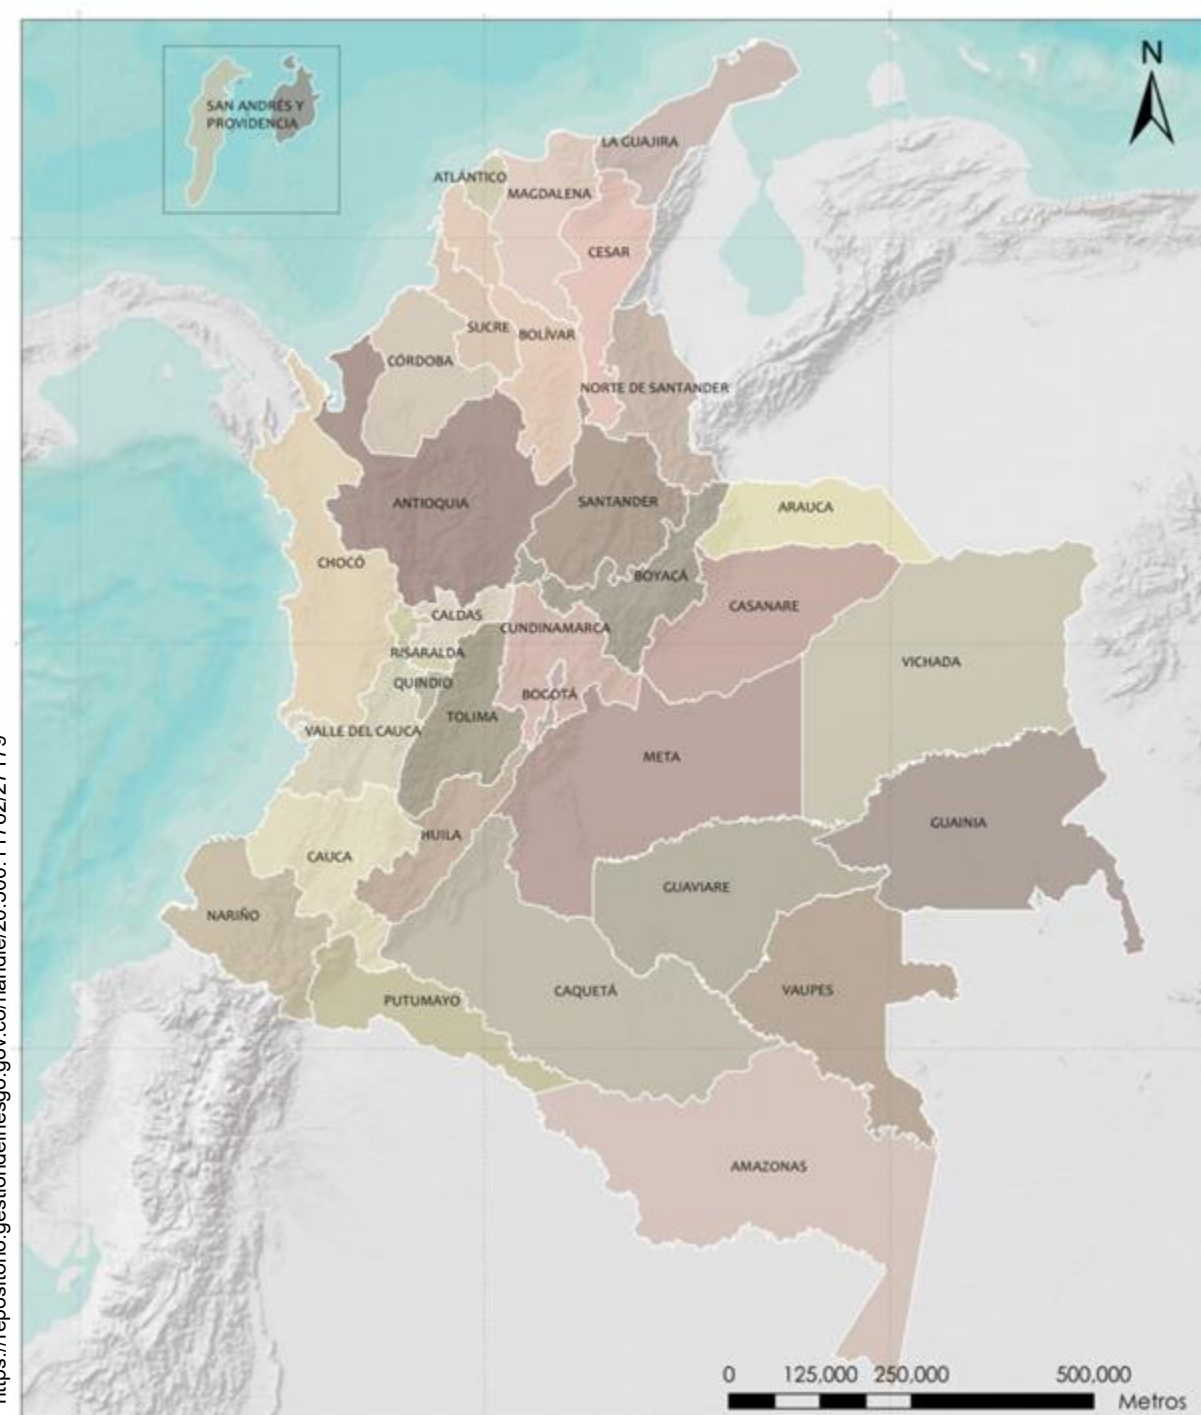 N
SAN ANDRÉS Y
PROVIDENCIA
LA GUAJIRA
ATLÁNTICO
MAGDALENA
CESAR
SUCRE
BOLÍVAR
CÓRDOBA
NORTE DE SANTANDER
ANTIOQUIA
SANTANDER
ARAUCA
CHOCÓ
BOYACÁ
CASANARE
CALDAS
CUNDINAMARCA
RISARALDA
VICHADA
QUINDIO
BOGOTÁ
TOLIMA
VALLE DEL CAUCA
META
GUAINIA
HUILA
CAUCA
GUAVIARE
NARIÑO
CAQUETÁ
VAUPES
PUTUMAYO
AMAZONAS
0 125,000 250,000 500,000
Metros